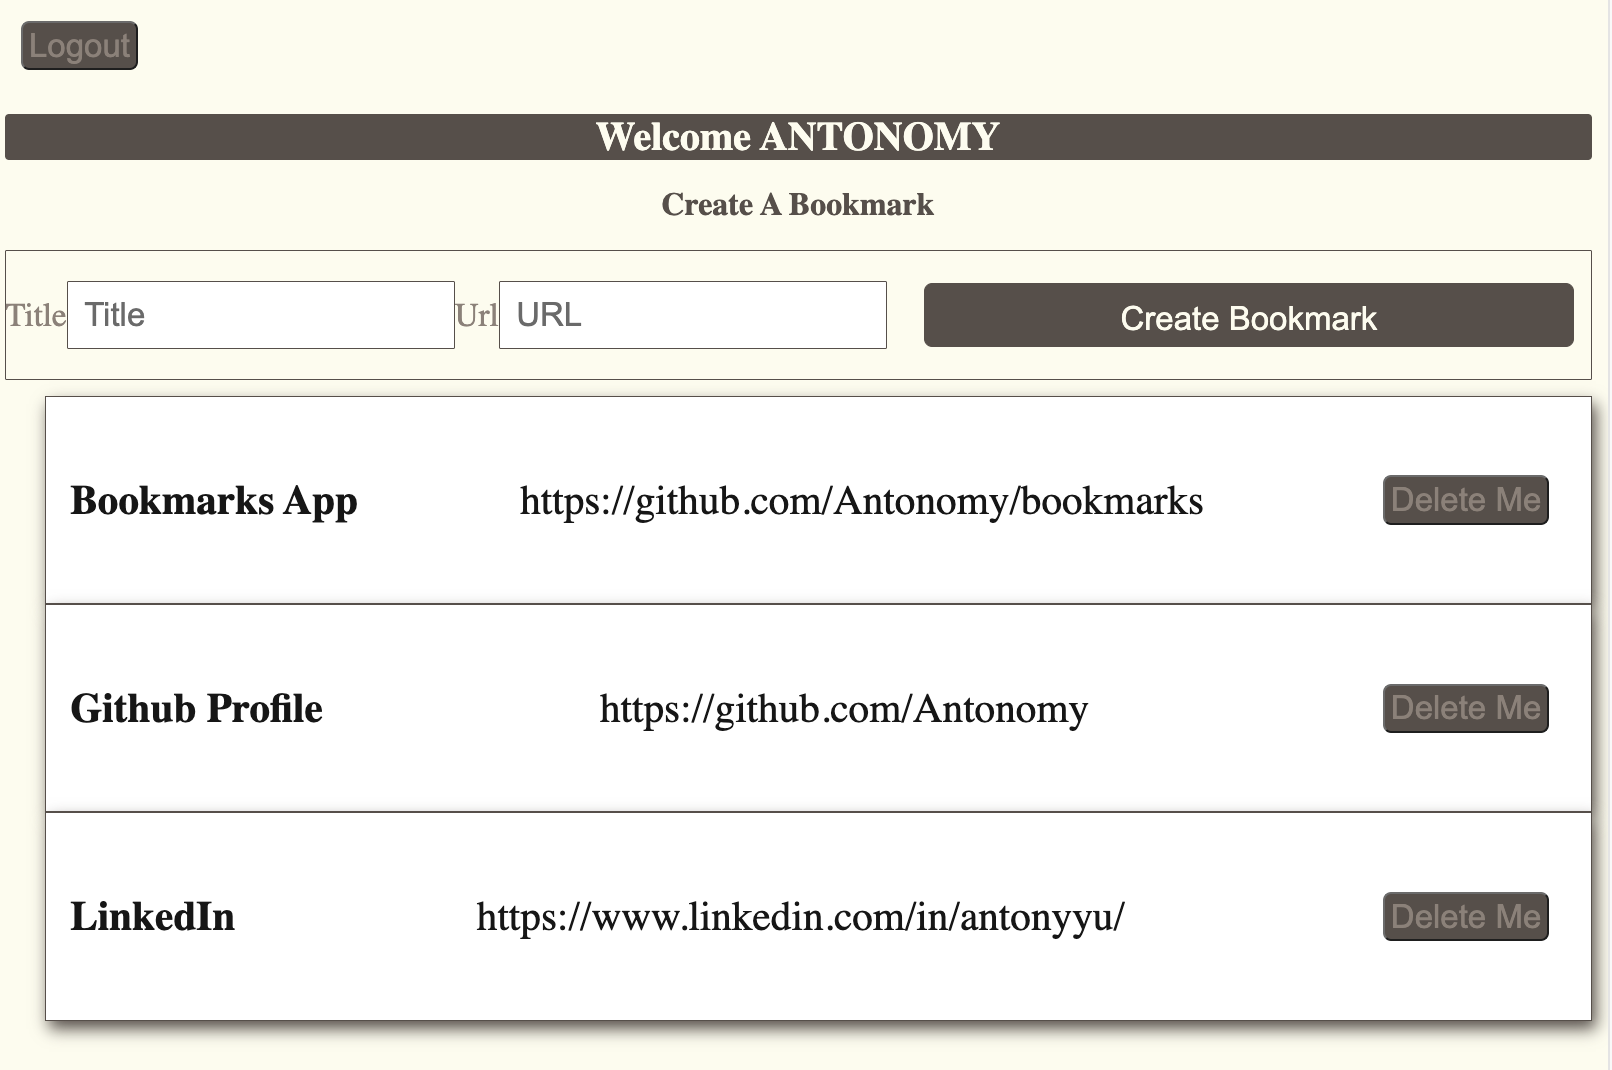 Logout
Welcome ANTONOMY
Create A Bookmark
Title Title Url URL Create Bookmark
Bookmarks App https://github.com/Antonomy/bookmarks Delete Me
Github Profile https://github.com/Antonomy Delete Me
LinkedIn https://www.linkedin.com/in/antonyyu/ Delete Me